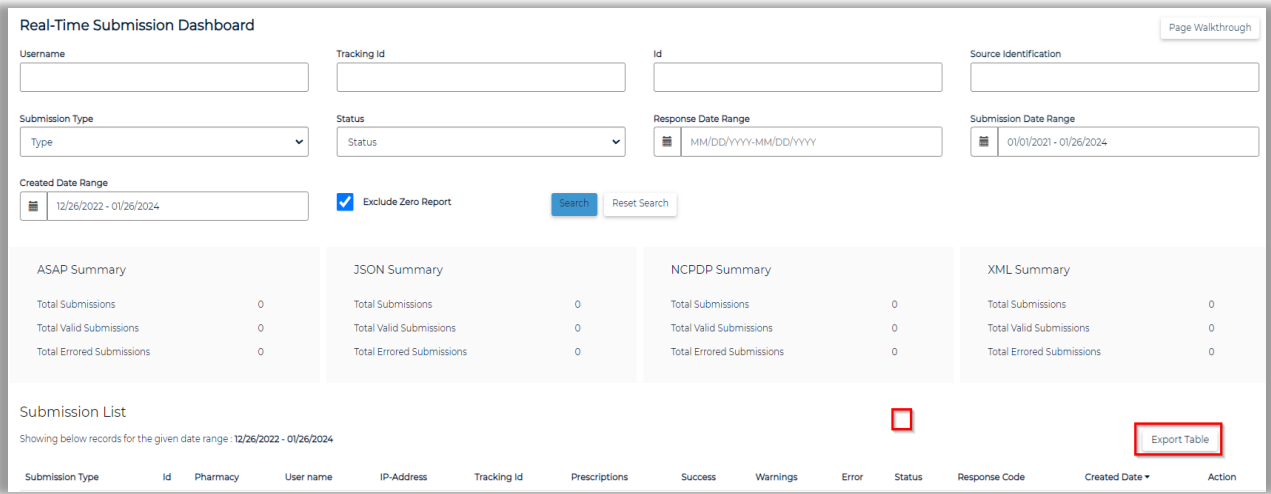 Real-Time Submission Dashboard
Page Walkthrough
Username Tracking Id Id Source Identification
Submission Type Status Response Date Range Submission Date Range
Type Status MM/DD/YYYY-MM/DD/YYYY 01/01/2021 - 01/26/2024
Created Date Range
12/26/2022 - 01/26/2024 Exclude Zero Report Search Reset Search
ASAP Summary JSON Summary NCPDP Summary XML Summary
Total Submissions 0 Total Submissions 0 Total Submissions 0 Total Submissions 0
Total Valid Submissions 0 Total Valid Submissions 0 Total Valid Submissions 0 Total Valid Submissions 0
Total Errored Submissions 0 Total Errored Submissions 0 Total Errored Submissions 0 Total Errored Submissions 0
Submission List
Showing below records for the given date range : 12/26/2022 - 01/26/2024
Export Table
Submission Type Id Pharmacy User name IP-Address Tracking Id Prescriptions Success Warnings Error Status Response Code Created Date Action